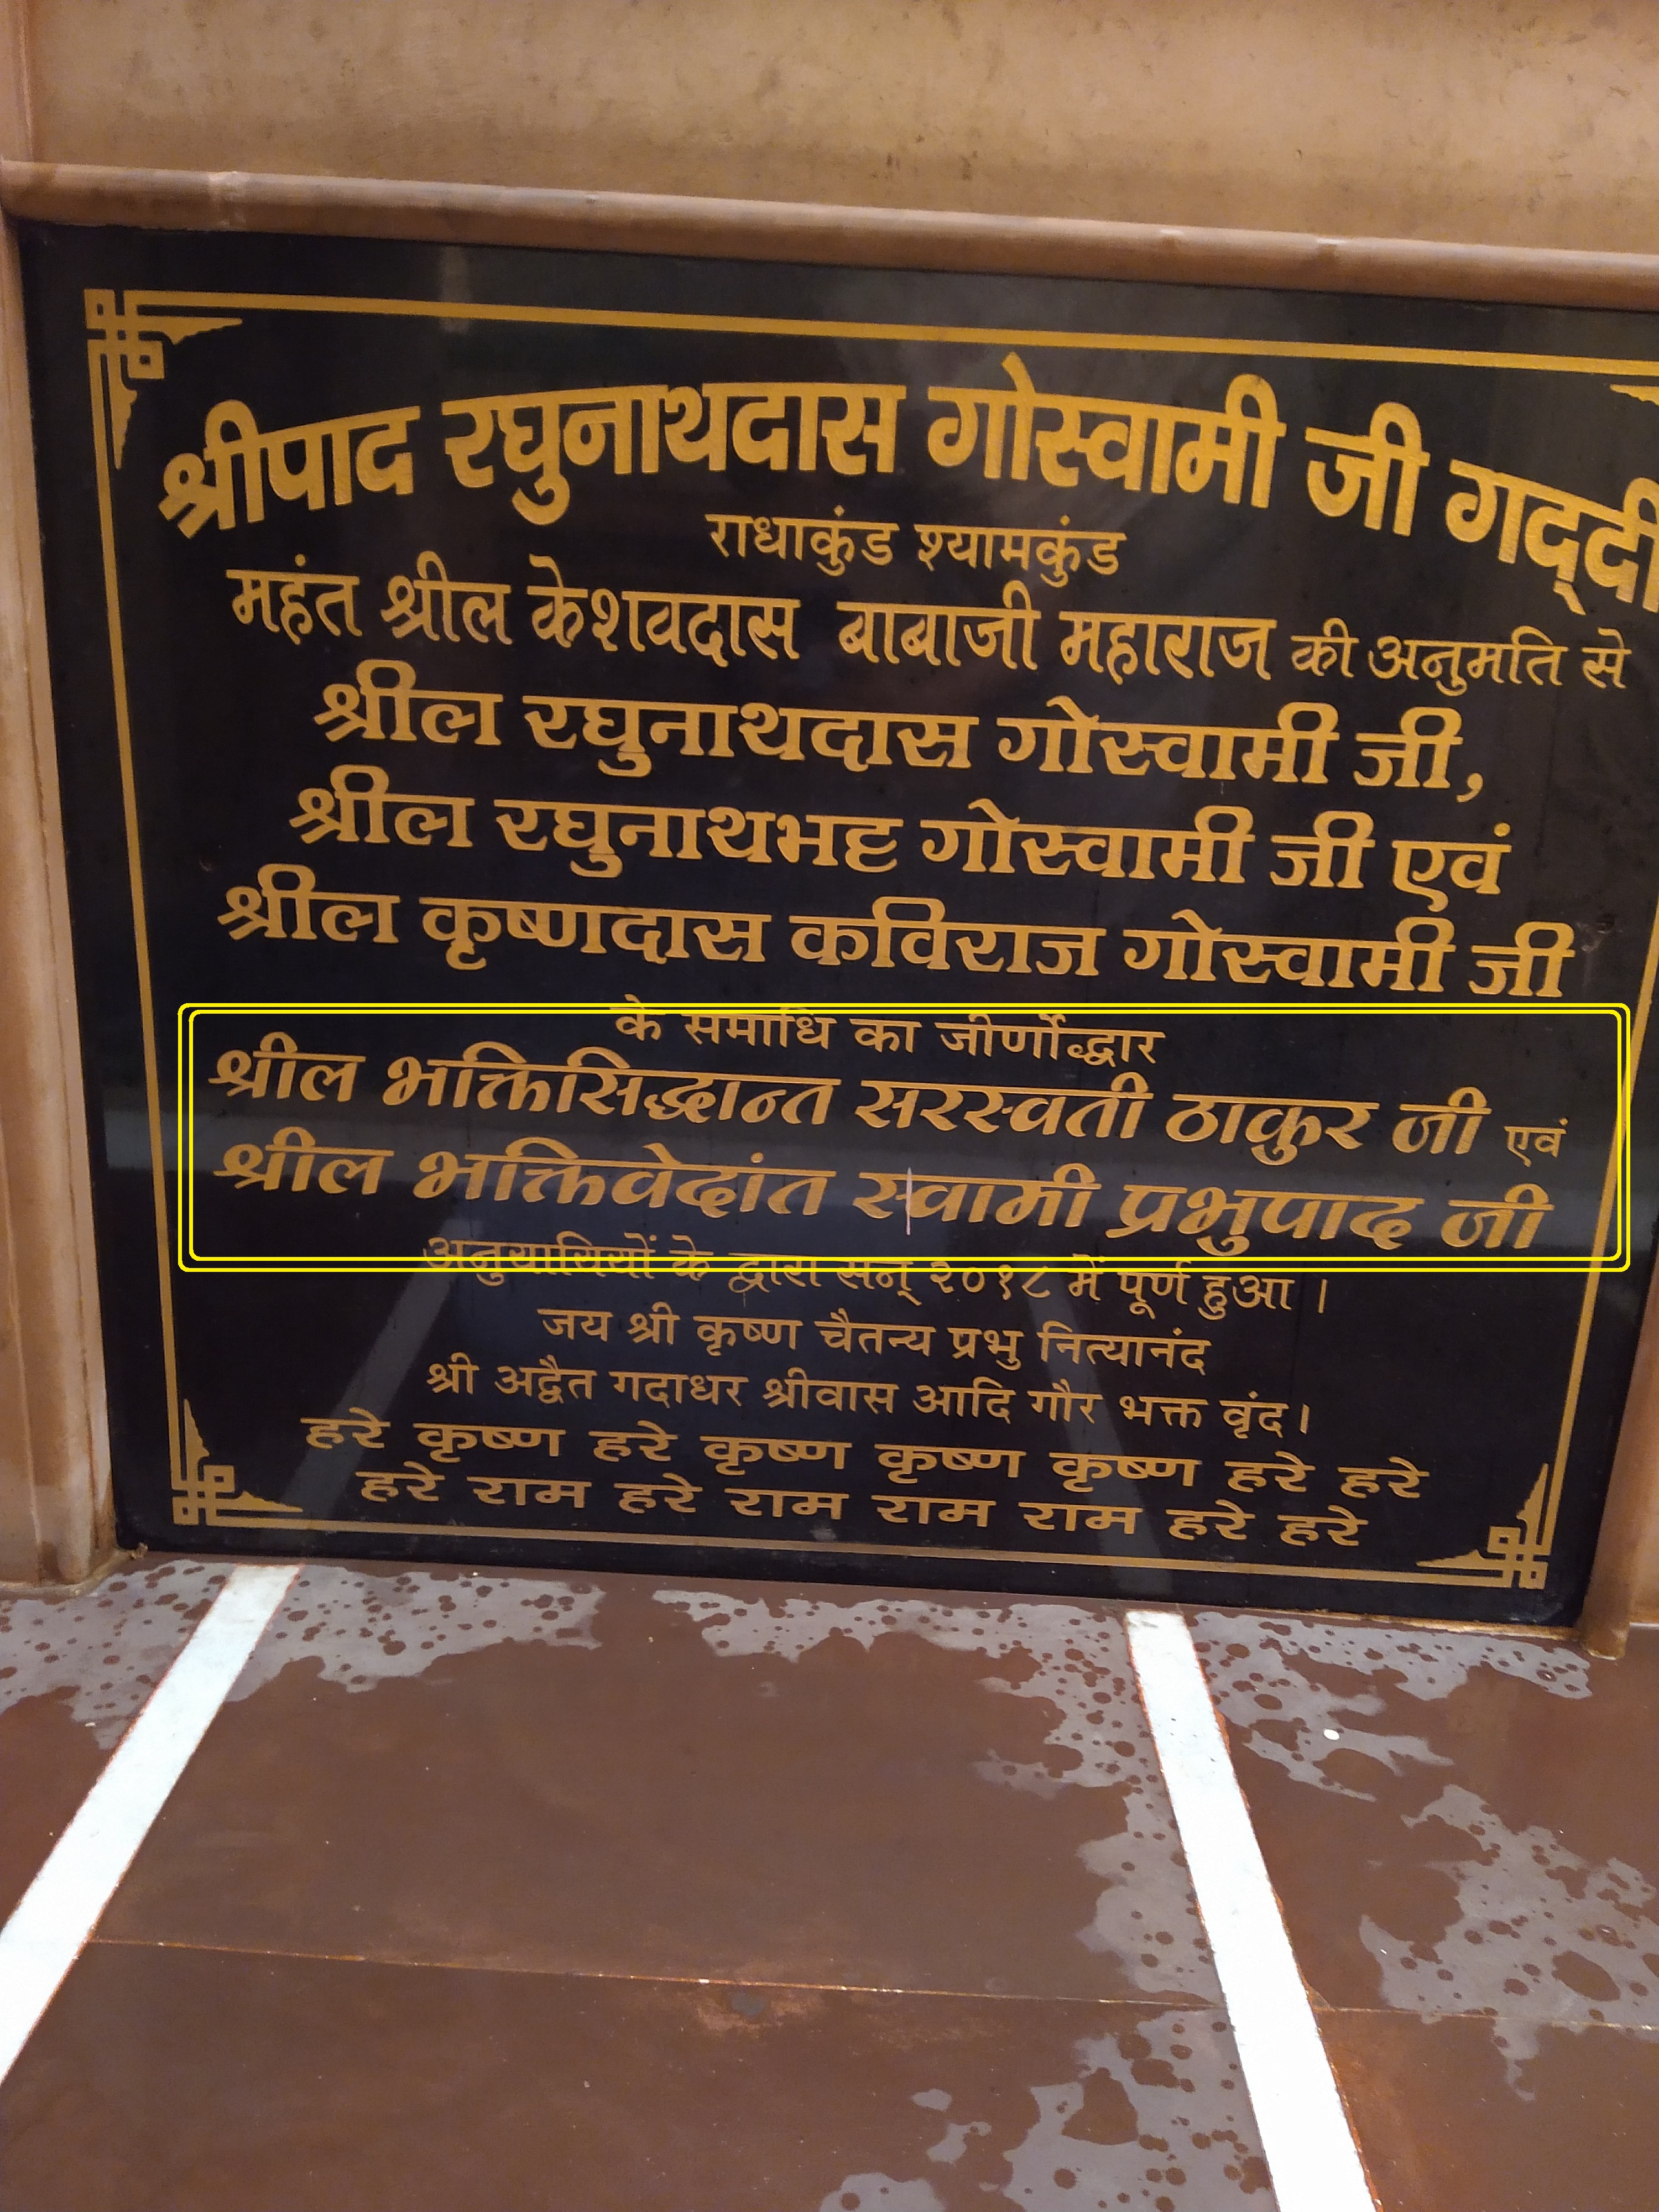 श्रीपाद रघुनाथदास गोस्वामी जी गद्दी
राधाकुंड श्यामकुंड
महंत श्रील केशवदास बाबाजी महाराज की अनुमति से
श्रील रघुनाथदास गोस्वामी जी,
श्रील रघुनाथभट्ट गोस्वामी जी एवं
श्रील कृष्णदास कविराज गोस्वामी जी
के समाधि का जीर्णोद्धार
श्रील भक्तिसिद्धान्त सरस्वती ठाकुर जी एवं
श्रील भक्तिवेदांत स्वामी प्रभुपाद जी
अनुयायियों के द्वारा सन् २०१८ में पूर्ण हुआ ।
जय श्री कृष्ण चैतन्य प्रभु नित्यानंद
श्री अद्वैत गदाधर श्रीवास आदि गौर भक्त वृंद।
हरे कृष्ण हरे कृष्ण कृष्ण कृष्ण हरे हरे
हरे राम हरे राम राम राम हरे हरे